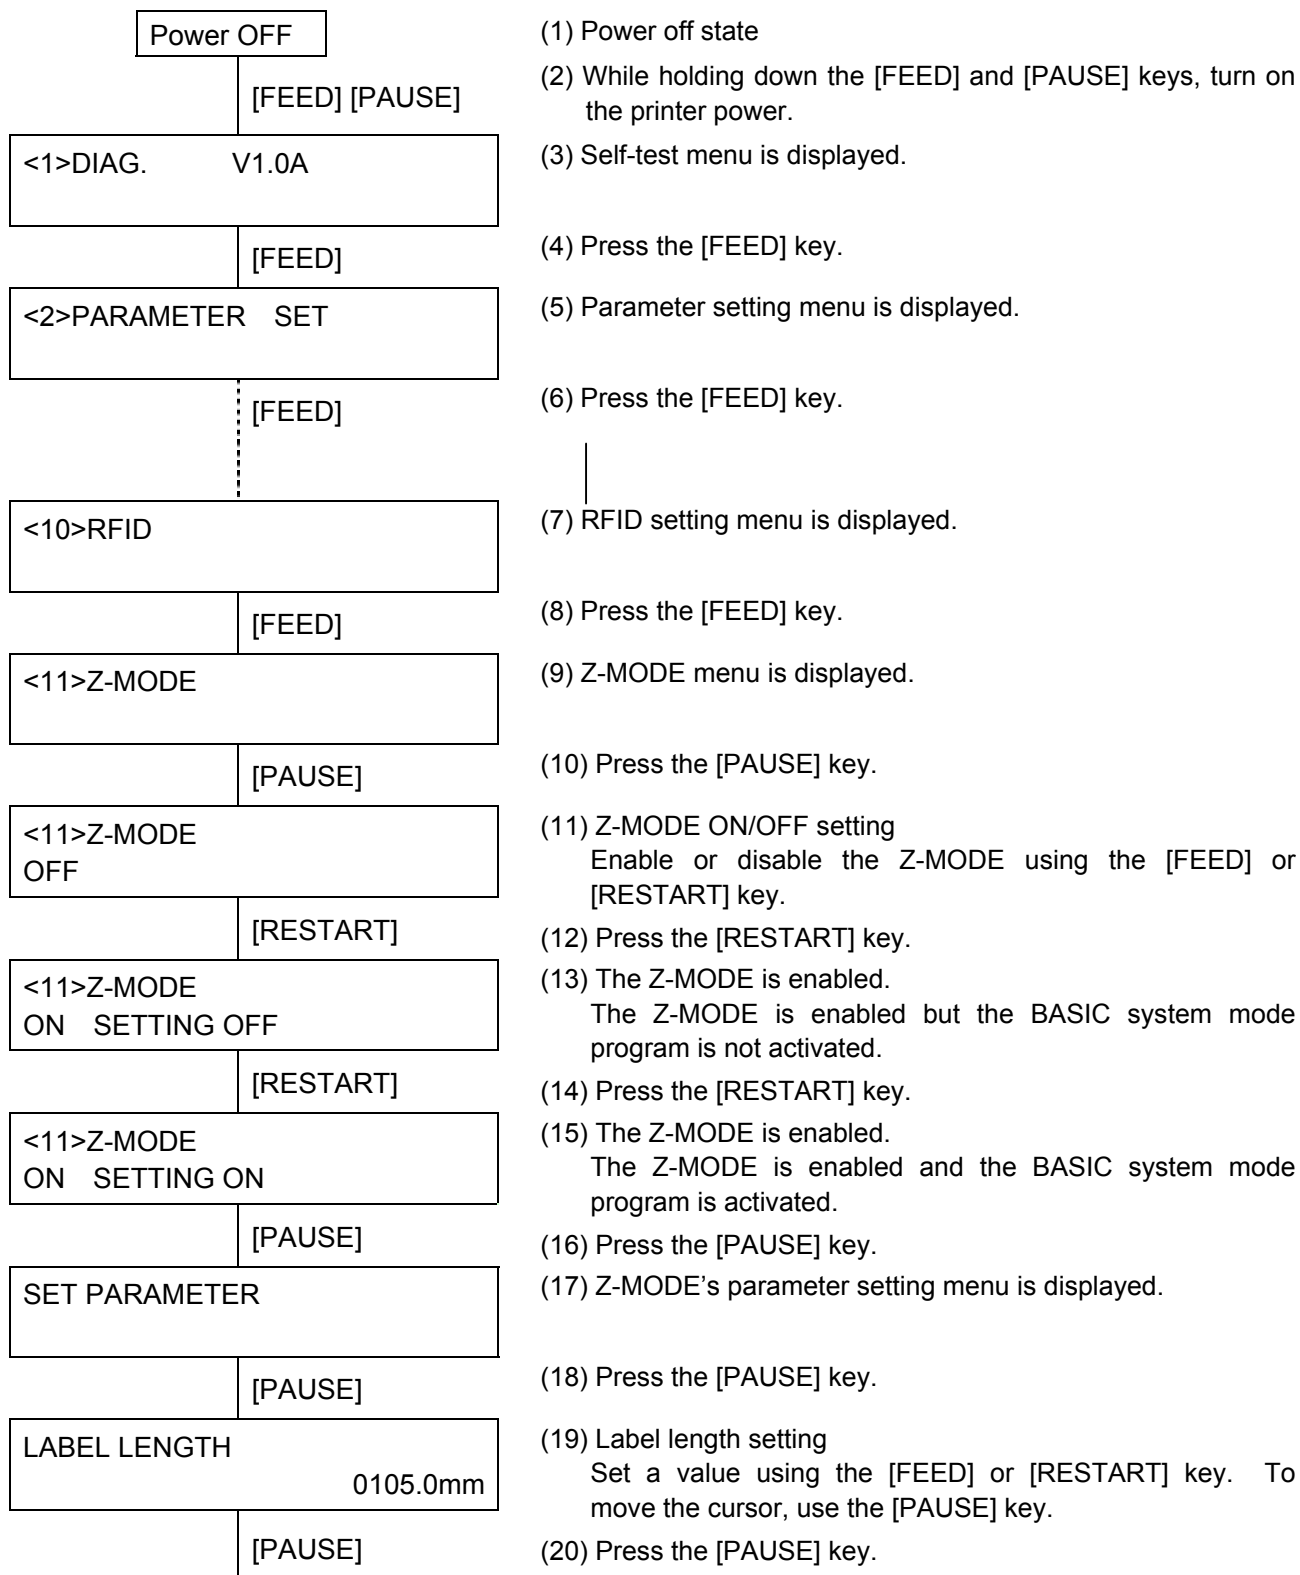 Power OFF
(1) Power off state
[FEED] [PAUSE]
(2) While holding down the [FEED] and [PAUSE] keys, turn on
the printer power.
<1>DIAG. V1.0A
(3) Self-test menu is displayed.
[FEED]
(4) Press the [FEED] key.
<2>PARAMETER SET
(5) Parameter setting menu is displayed.
[FEED]
(6) Press the [FEED] key.
<10>RFID
(7) RFID setting menu is displayed.
[FEED]
(8) Press the [FEED] key.
<11>Z-MODE
(9) Z-MODE menu is displayed.
[PAUSE]
(10) Press the [PAUSE] key.
<11>Z-MODE
OFF
(11) Z-MODE ON/OFF setting
Enable or disable the Z-MODE using the [FEED] or
[RESTART] key.
[RESTART]
(12) Press the [RESTART] key.
<11>Z-MODE
ON SETTING OFF
(13) The Z-MODE is enabled.
The Z-MODE is enabled but the BASIC system mode
program is not activated.
[RESTART]
(14) Press the [RESTART] key.
<11>Z-MODE
ON SETTING ON
(15) The Z-MODE is enabled.
The Z-MODE is enabled and the BASIC system mode
program is activated.
[PAUSE]
(16) Press the [PAUSE] key.
SET PARAMETER
(17) Z-MODE’s parameter setting menu is displayed.
[PAUSE]
(18) Press the [PAUSE] key.
LABEL LENGTH
0105.0mm
(19) Label length setting
Set a value using the [FEED] or [RESTART] key. To
move the cursor, use the [PAUSE] key.
[PAUSE]
(20) Press the [PAUSE] key.